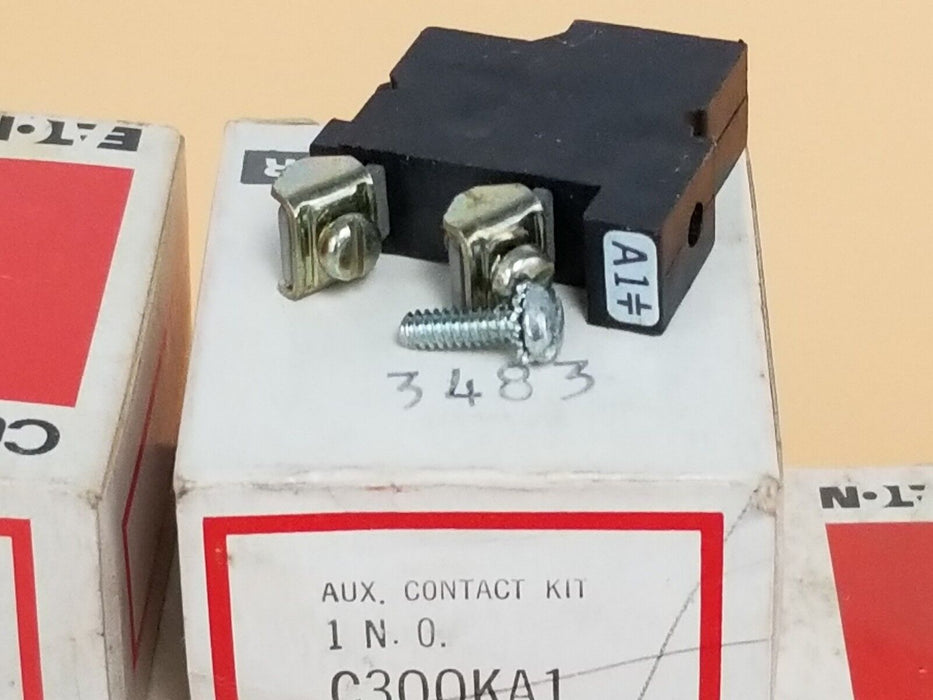 A1
3483
AUX. CONTACT KIT
1 N. O.
C300KA1